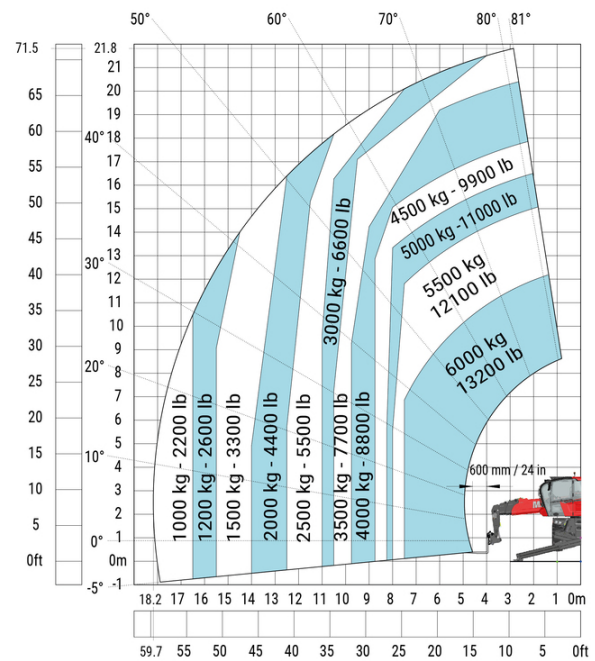 50° 60° 70° 80° 81°
71.5 21.8
21
65 20
19
60 40° 18
55 17
16
50 15
45 14
13
30°
40 12
35 11
10
30 9
8
25 20° 7
20 6
5
15 10° 4
10 3
2
5 0° 1
0ft 0m
-5° -1
1000 kg - 2200 lb
1200 kg - 2600 lb
1500 kg - 3300 lb
2000 kg - 4400 lb
2500 kg - 5500 lb
3000 kg - 6600 lb
3500 kg - 7700 lb
4000 kg - 8800 lb
4500 kg - 9900 lb
5000 kg -11000 lb
5500 kg
12100 lb
6000 kg
13200 lb
600 mm / 24 in
18.2 17 16 15 14 13 12 11 10 9 8 7 6 5 4 3 2 1 0m
59.7 55 50 45 40 35 30 25 20 15 10 5 0ft